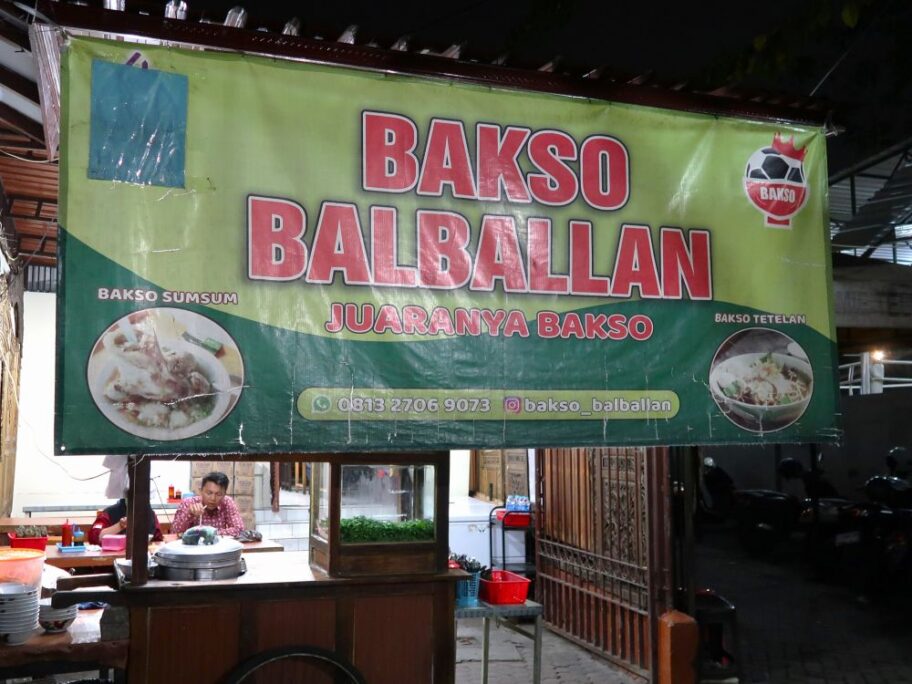 BAKSO
BALBALLAN
JUARANYA BAKSO
BAKSO
BAKSO SUMSUM
BAKSO TETELAN
0813 2706 9073 bakso_balballan